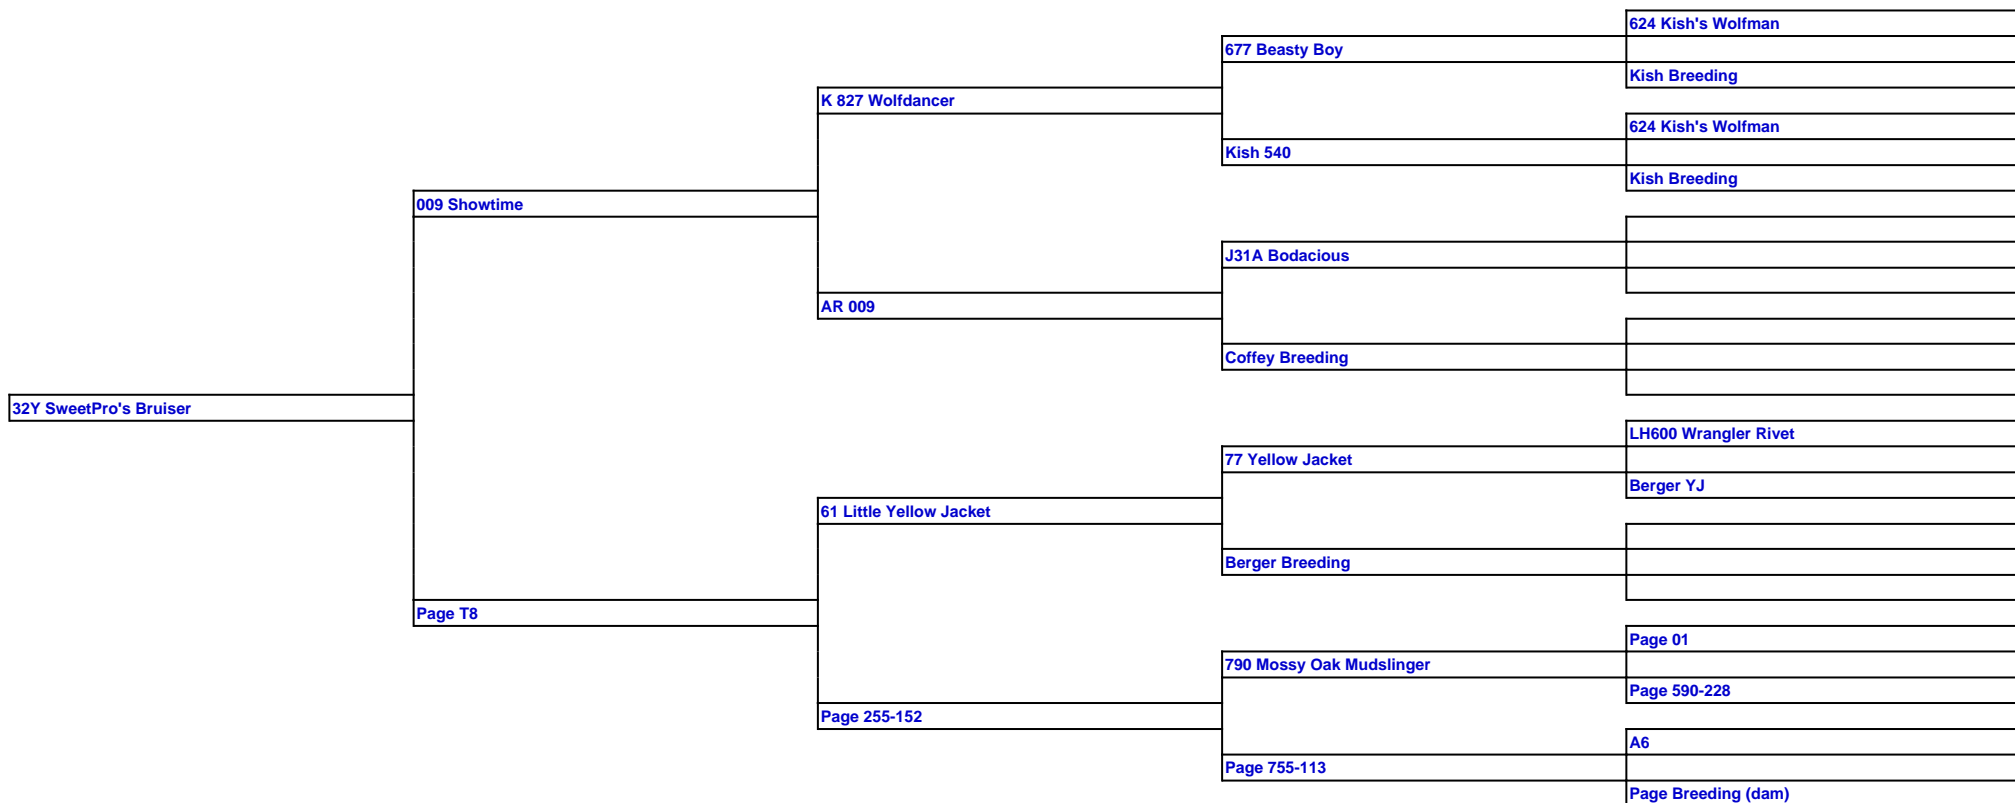 624 Kish's Wolfman
677 Beasty Boy
Kish Breeding
K 827 Wolfdancer
624 Kish's Wolfman
Kish 540
Kish Breeding
009 Showtime
J31A Bodacious
AR 009
Coffey Breeding
32Y SweetPro's Bruiser
LH600 Wrangler Rivet
77 Yellow Jacket
Berger YJ
61 Little Yellow Jacket
Berger Breeding
Page T8
Page 01
790 Mossy Oak Mudslinger
Page 590-228
Page 255-152
A6
Page 755-113
Page Breeding (dam)